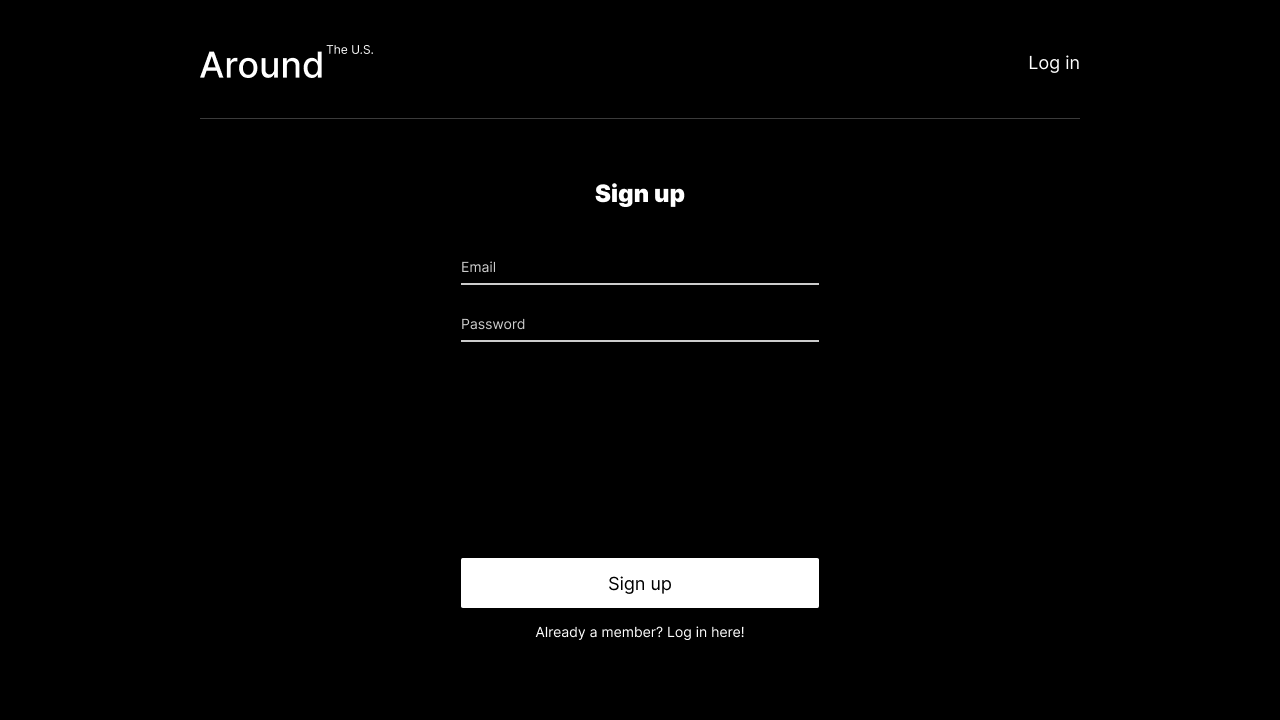 Around The U.S.
Log in
Sign up
Email
Password
Sign up
Already a member? Log in here!